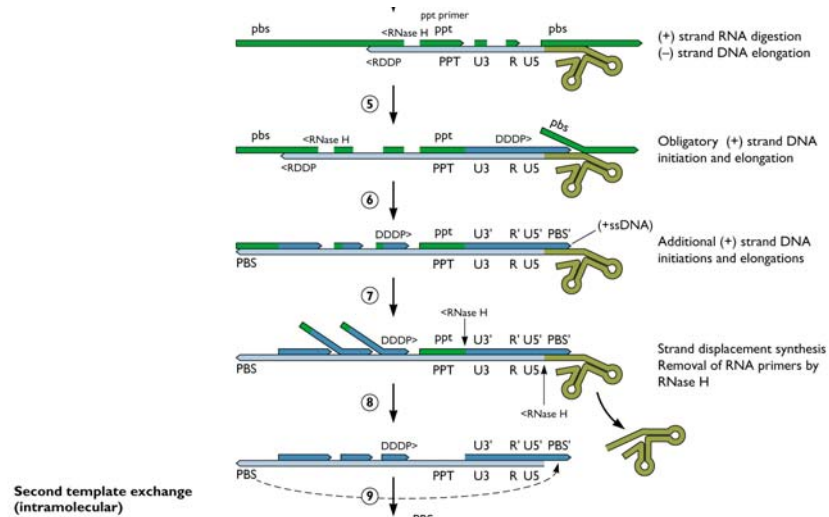 ppt primer
pbs <RNase H ppt pbs
(+) strand RNA digestion
(–) strand DNA elongation
<RDDP PPT U3 R U5
5
pbs
pbs <RNase H ppt DDDP>
Obligatory (+) strand DNA
initiation and elongation
<RDDP PPT U3 R U5
6
(+ssDNA)
DDDP> ppt U3' R' U5' PBS'
Additional (+) strand DNA
initiations and elongations
PBS PPT U3 R U5
7
<RNase H
DDDP> ppt U3' R' U5' PBS'
Strand displacement synthesis
Removal of RNA primers by
RNase H
PBS PPT U3 R U5
<RNase H
8
DDDP> U3' R' U5' PBS'
PBS PPT U3 R U5
Second template exchange
(intramolecular)
9